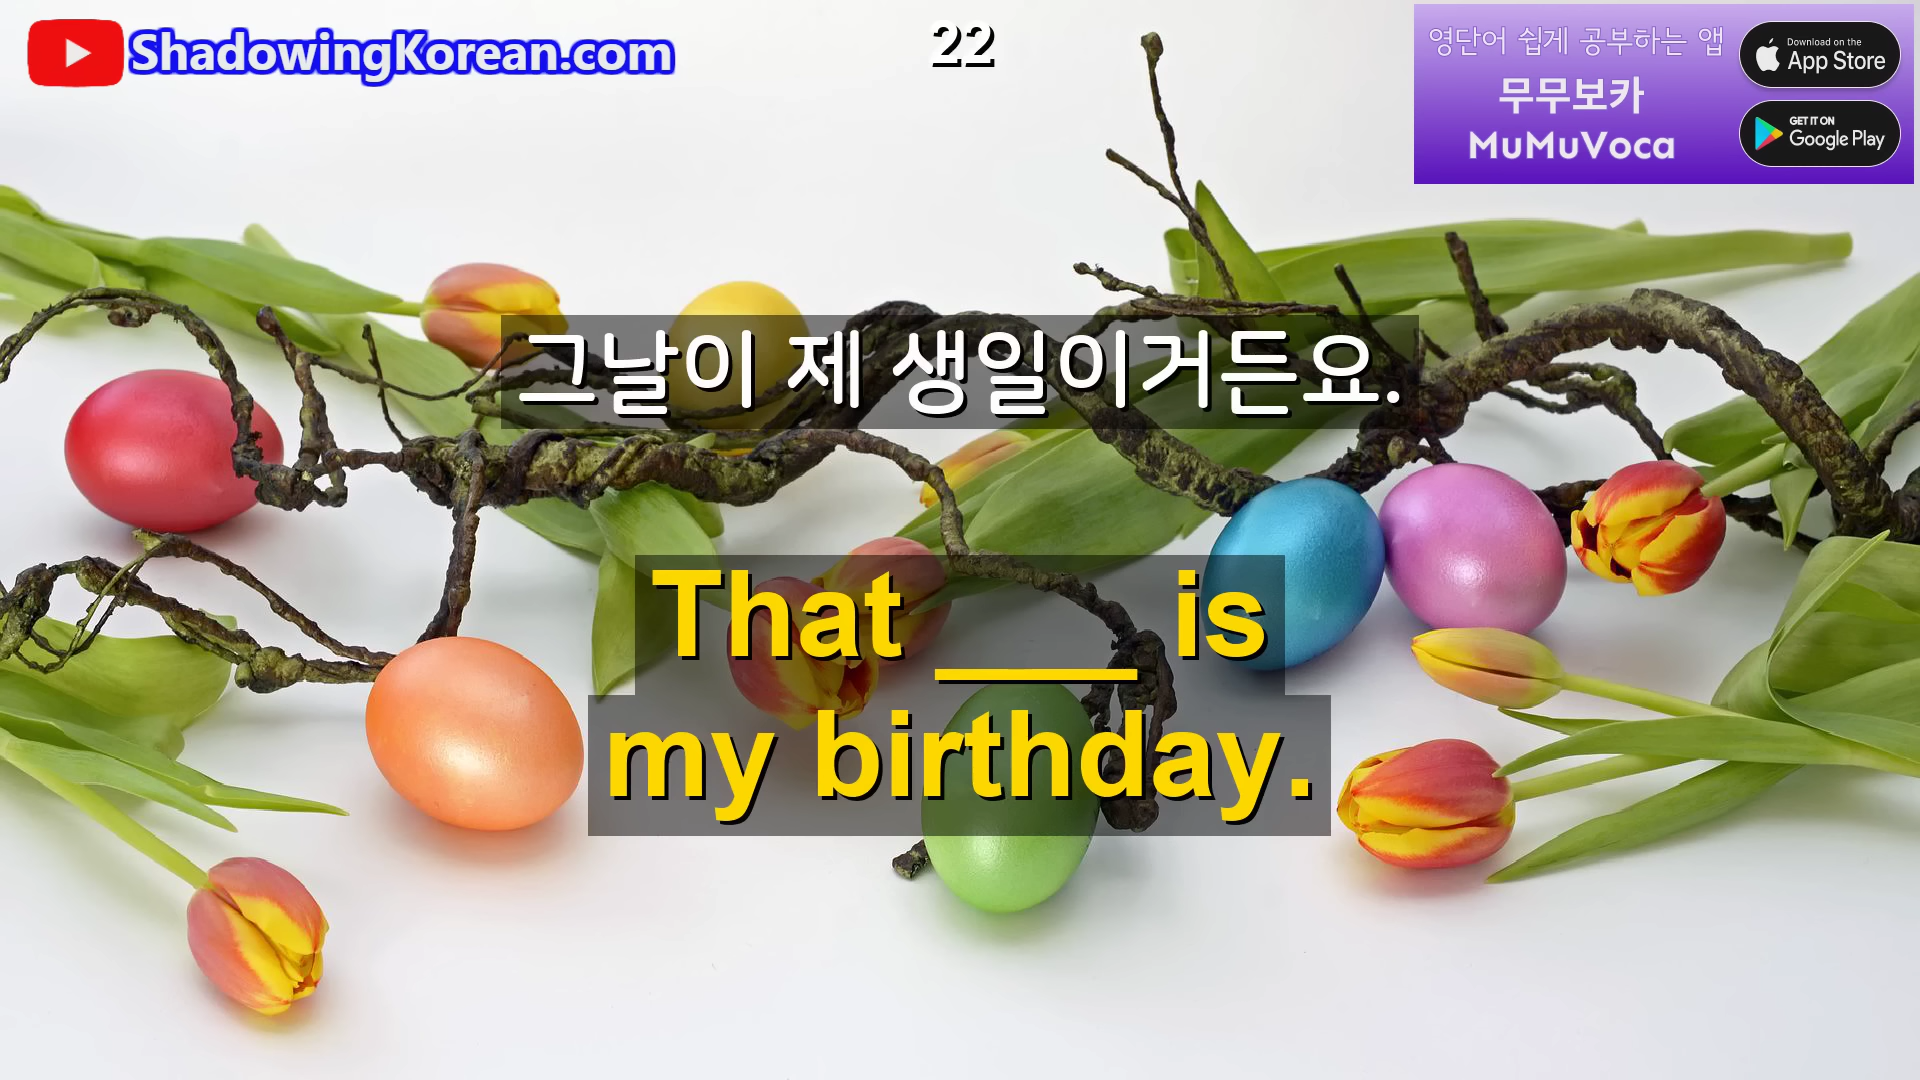 ShadowingKorean.com
22
영단어 쉽게 공부하는 앱
무무보카
MuMuVoca
Download on the
App Store
GET IT ON
Google Play
그날이 제 생일이거든요.
That ____ is
my birthday.